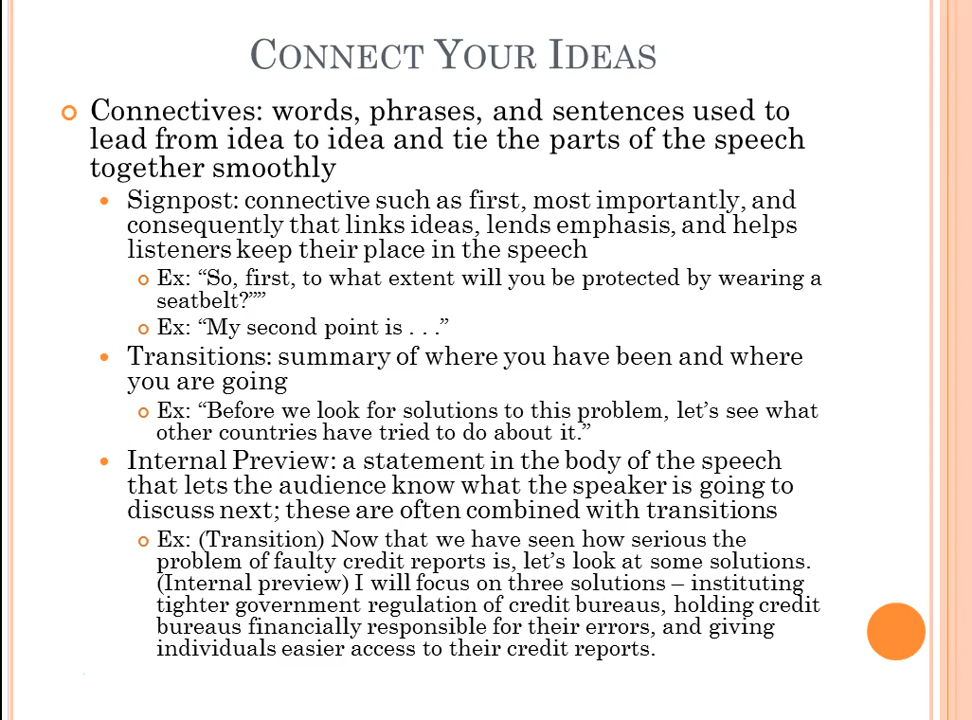 CONNECT YOUR IDEAS
Connectives: words, phrases, and sentences used to
lead from idea to idea and tie the parts of the speech
together smoothly
Signpost: connective such as first, most importantly, and
consequently that links ideas, lends emphasis, and helps
listeners keep their place in the speech
Ex: “So, first, to what extent will you be protected by wearing a
seatbelt?””
Ex: “My second point is . . .”
Transitions: summary of where you have been and where
you are going
Ex: “Before we look for solutions to this problem, let’s see what
other countries have tried to do about it.”
Internal Preview: a statement in the body of the speech
that lets the audience know what the speaker is going to
discuss next; these are often combined with transitions
Ex: (Transition) Now that we have seen how serious the
problem of faulty credit reports is, let’s look at some solutions.
(Internal preview) I will focus on three solutions – instituting
tighter government regulation of credit bureaus, holding credit
bureaus financially responsible for their errors, and giving
individuals easier access to their credit reports.